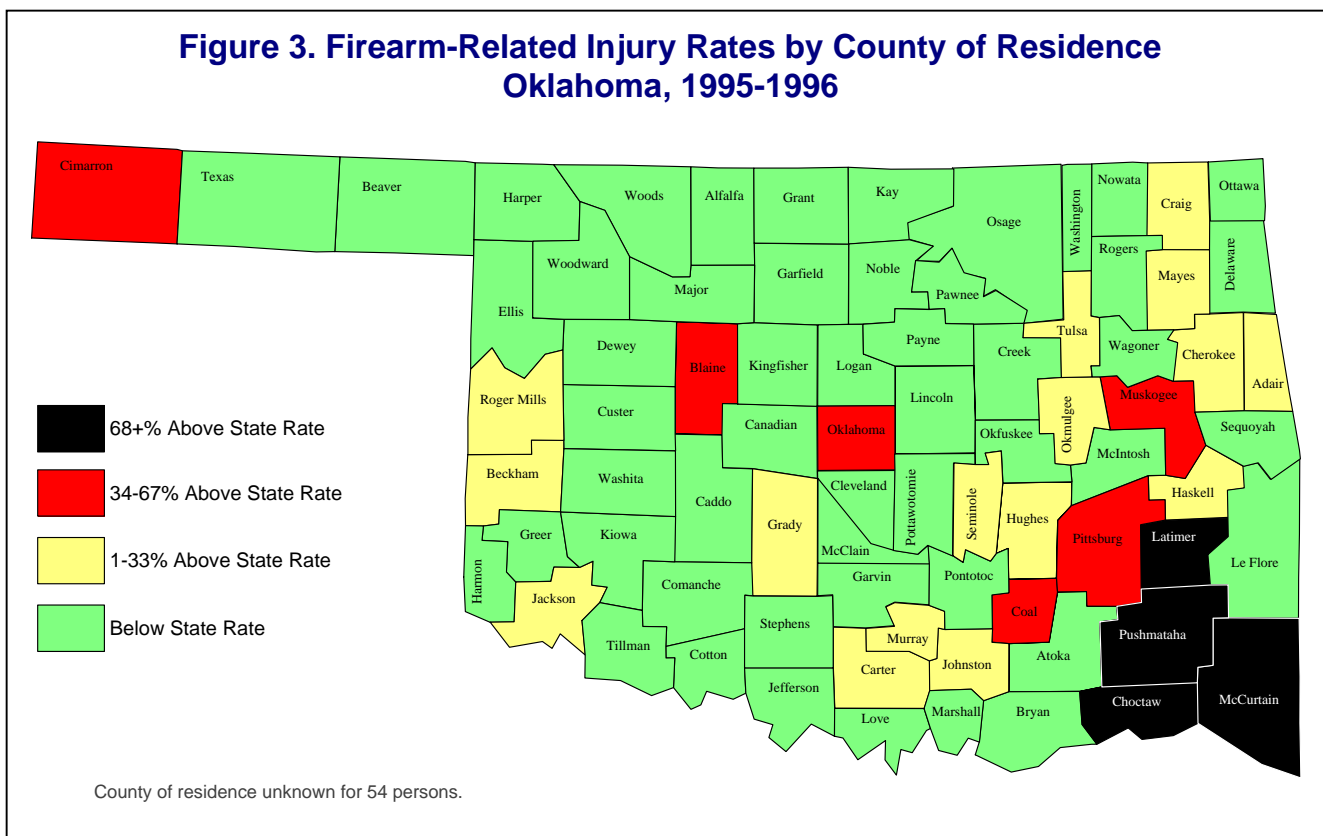 Figure 3. Firearm-Related Injury Rates by County of Residence
Oklahoma, 1995-1996
Cimarron
Texas
Beaver
Harper
Woods
Alfalfa
Grant
Kay
Osage
Washington
Nowata
Craig
Ottawa
Woodward
Ellis
Major
Garfield
Noble
Pawnee
Rogers
Mayes
Delaware
Dewey
Blaine
Kingfisher
Logan
Payne
Creek
Tulsa
Wagoner
Cherokee
Adair
Roger Mills
Custer
Canadian
Oklahoma
Lincoln
Okfuskee
Okmulgee
Muskogee
McIntosh
Sequoyah
Beckham
Washita
Caddo
Grady
Cleveland
Pottawotomie
Seminole
Hughes
Pittsburg
Haskell
Latimer
Le Flore
Harmon
Greer
Kiowa
Jackson
Comanche
McClain
Garvin
Pontotoc
Coal
Tillman
Cotton
Stephens
Murray
Carter
Johnston
Atoka
Pushmataha
Jefferson
Love
Marshall
Bryan
Choctaw
McCurtain
68+% Above State Rate
34-67% Above State Rate
1-33% Above State Rate
Below State Rate
County of residence unknown for 54 persons.